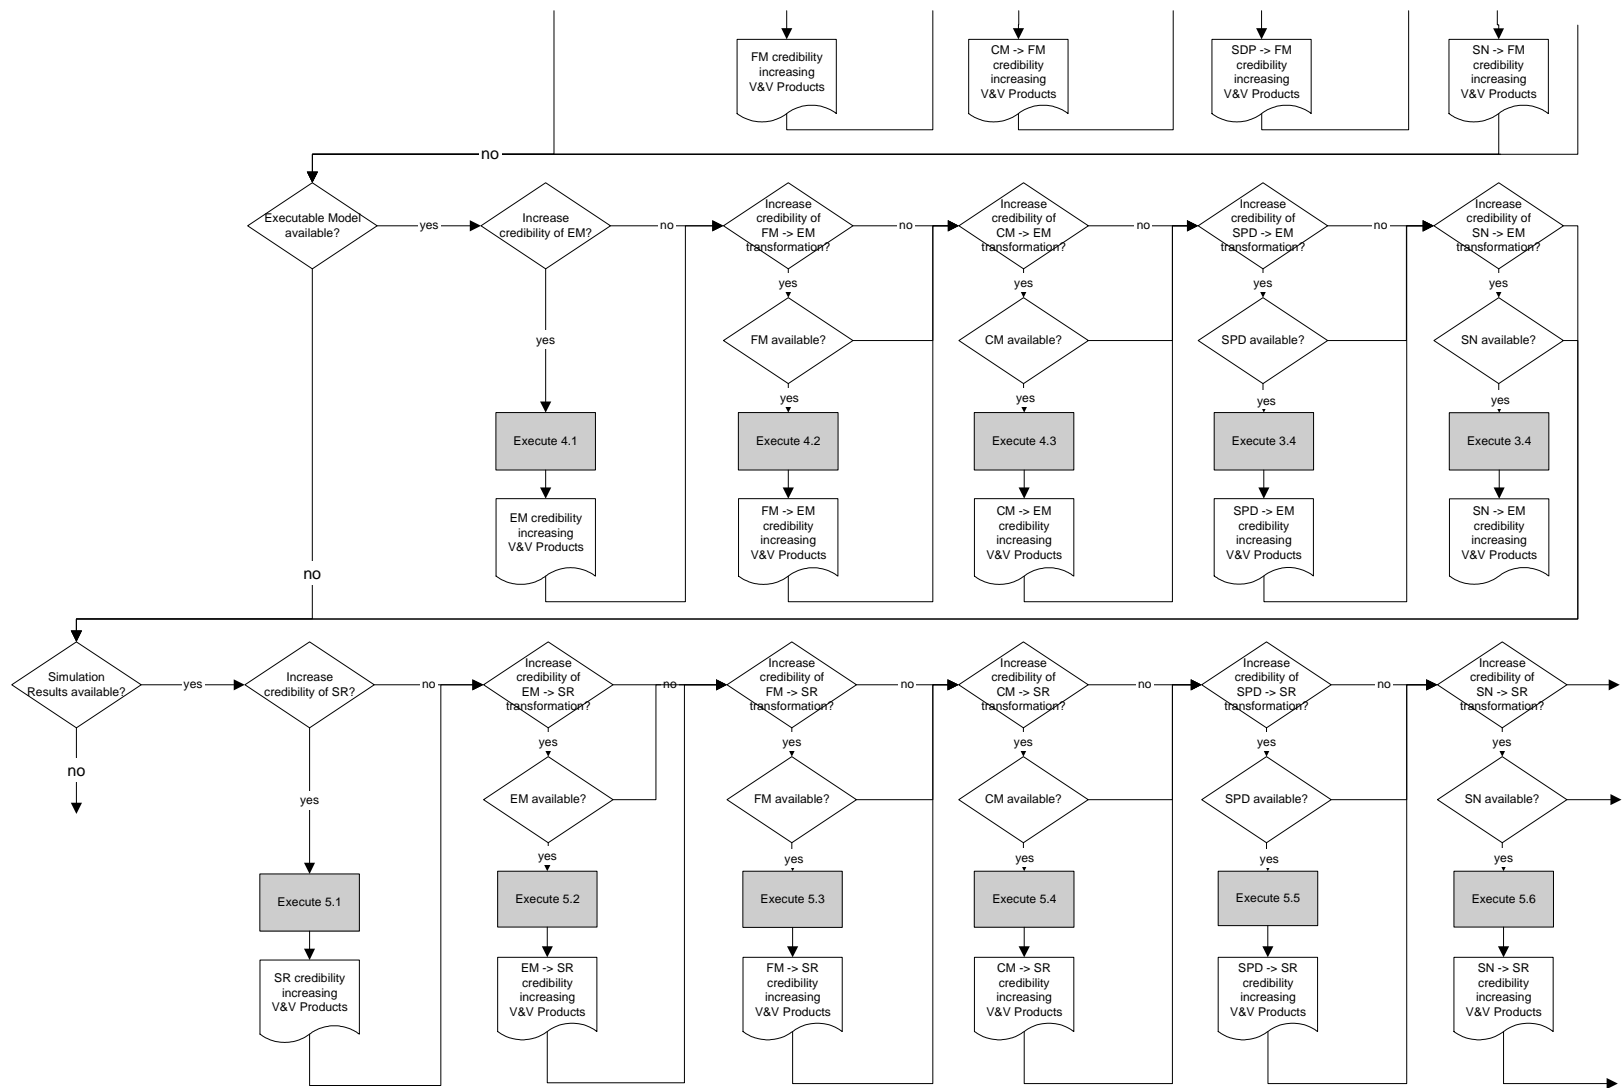 FM credibility
increasing
V&V Products
CM -> FM
credibility
increasing
V&V Products
SDP -> FM
credibility
increasing
V&V Products
SN -> FM
credibility
increasing
V&V Products
no
Executable Model
available?
yes
Increase
credibility of EM?
no
Increase
credibility of
FM -> EM
transformation?
no
Increase
credibility of
CM -> EM
transformation?
no
Increase
credibility of
SPD -> EM
transformation?
no
Increase
credibility of
SN -> EM
transformation?
yes
yes
yes
yes
yes
FM available?
CM available?
SPD available?
SN available?
yes
yes
yes
yes
Execute 4.1
Execute 4.2
Execute 4.3
Execute 3.4
Execute 3.4
EM credibility
increasing
V&V Products
FM -> EM
credibility
increasing
V&V Products
CM -> EM
credibility
increasing
V&V Products
SPD -> EM
credibility
increasing
V&V Products
SN -> EM
credibility
increasing
V&V Products
no
Simulation
Results available?
yes
Increase
credibility of SR?
no
Increase
credibility of
EM -> SR
transformation?
no
Increase
credibility of
FM -> SR
transformation?
no
Increase
credibility of
CM -> SR
transformation?
no
Increase
credibility of
SPD -> SR
transformation?
no
Increase
credibility of
SN -> SR
transformation?
no
yes
yes
yes
yes
yes
yes
EM available?
FM available?
CM available?
SPD available?
SN available?
yes
yes
yes
yes
yes
Execute 5.1
Execute 5.2
Execute 5.3
Execute 5.4
Execute 5.5
Execute 5.6
SR credibility
increasing
V&V Products
EM -> SR
credibility
increasing
V&V Products
FM -> SR
credibility
increasing
V&V Products
CM -> SR
credibility
increasing
V&V Products
SPD -> SR
credibility
increasing
V&V Products
SN -> SR
credibility
increasing
V&V Products